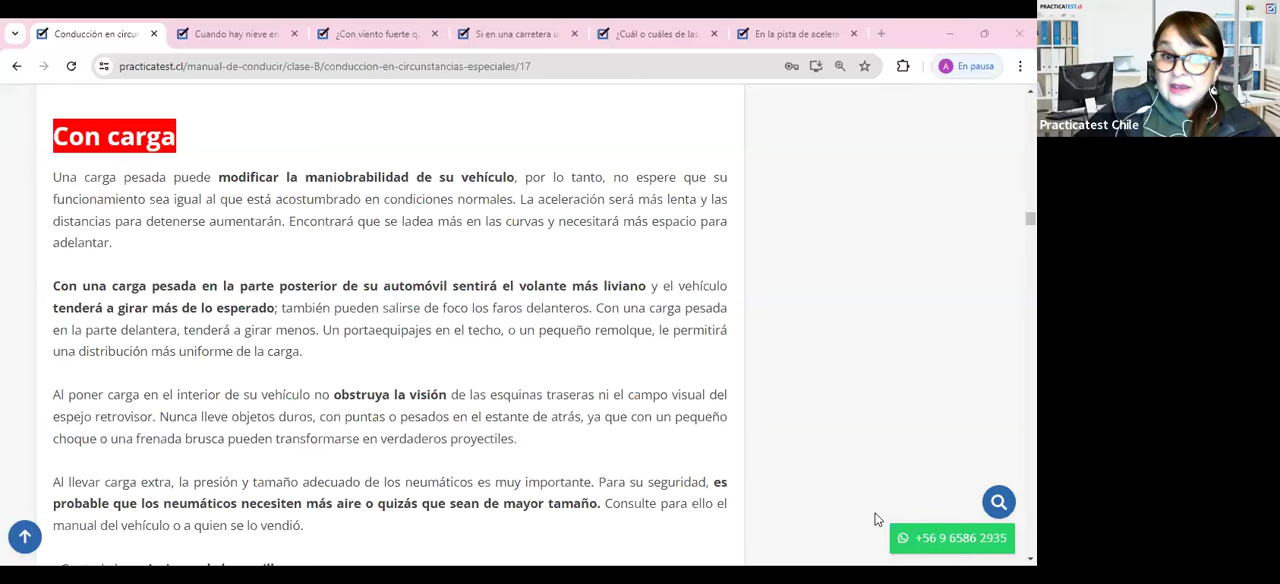 Conducción en circur
Cuando hay nieve en
¿Con viento fuerte q
Si en una carretera u
¿Cuál o cuáles de las
En la pista de acelera
practicatest.cl/manual-de-conducir/clase-B/conduccion-en-circunstancias-especiales/17
A En pausa
PRACTICATEST.cl
Practicatest Chile
Con carga
Una carga pesada puede modificar la maniobrabilidad de su vehículo, por lo tanto, no espere que su
funcionamiento sea igual al que está acostumbrado en condiciones normales. La aceleración será más lenta y las
distancias para detenerse aumentarán. Encontrará que se ladea más en las curvas y necesitará más espacio para
adelantar.
Con una carga pesada en la parte posterior de su automóvil sentirá el volante más liviano y el vehículo
tenderá a girar más de lo esperado; también pueden salirse de foco los faros delanteros. Con una carga pesada
en la parte delantera, tenderá a girar menos. Un portaequipajes en el techo, o un pequeño remolque, le permitirá
una distribución más uniforme de la carga.
Al poner carga en el interior de su vehículo no obstruya la visión de las esquinas traseras ni el campo visual del
espejo retrovisor. Nunca lleve objetos duros, con puntas o pesados en el estante de atrás, ya que con un pequeño
choque o una frenada brusca pueden transformarse en verdaderos proyectiles.
Al llevar carga extra, la presión y tamaño adecuado de los neumáticos es muy importante. Para su seguridad, es
probable que los neumáticos necesiten más aire o quizás que sean de mayor tamaño. Consulte para ello el
manual del vehículo o a quien se lo vendió.
+56 9 6586 2935